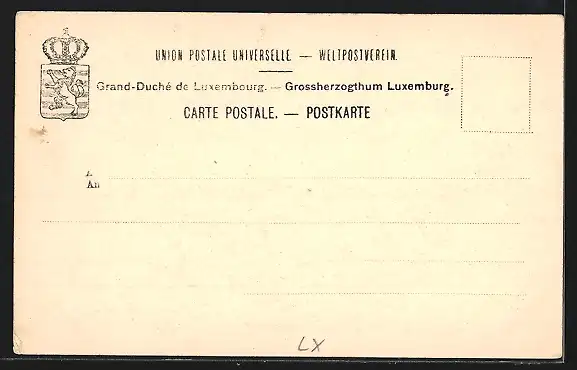 UNION POSTALE UNIVERSELLE. — WELTPOSTVEREIN.
Grand-Duché de Luxembourg. — Grossherzogthum Luxemburg.
CARTE POSTALE. — POSTKARTE
An
LX